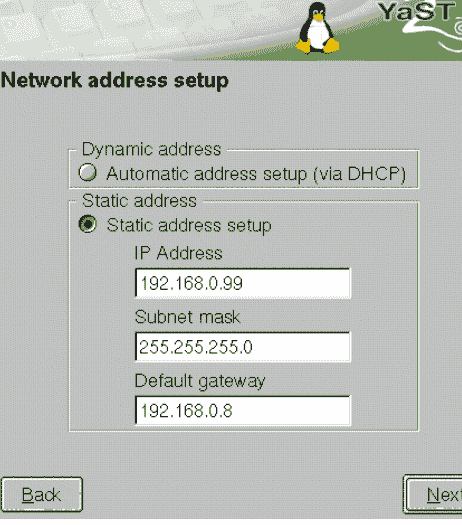 YaST
Network address setup
Dynamic address
Automatic address setup (via DHCP)
Static address
Static address setup
IP Address
192.168.0.99
Subnet mask
255.255.255.0
Default gateway
192.168.0.8
Back
Next